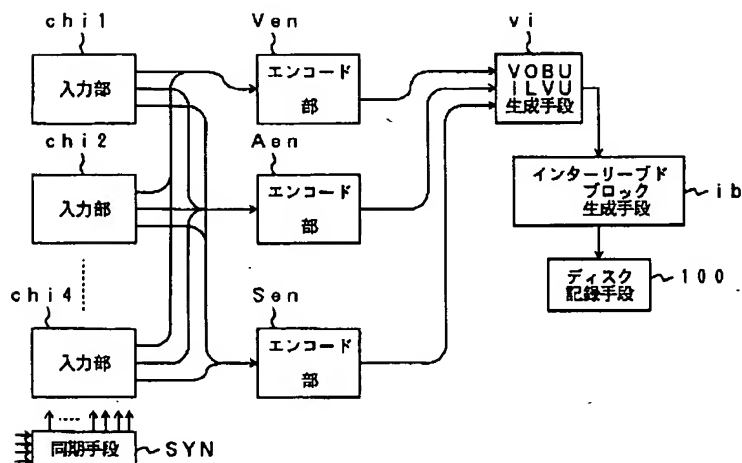 chi1
Ven
vi
入力部
エンコード
部
VOBU
ILVU
生成手段
chi2
Aen
入力部
エンコード
部
インターリーブド
ブロック
生成手段
ib
chi4
Sen
ディスク
記録手段
100
入力部
エンコード
部
同期手段
SYN